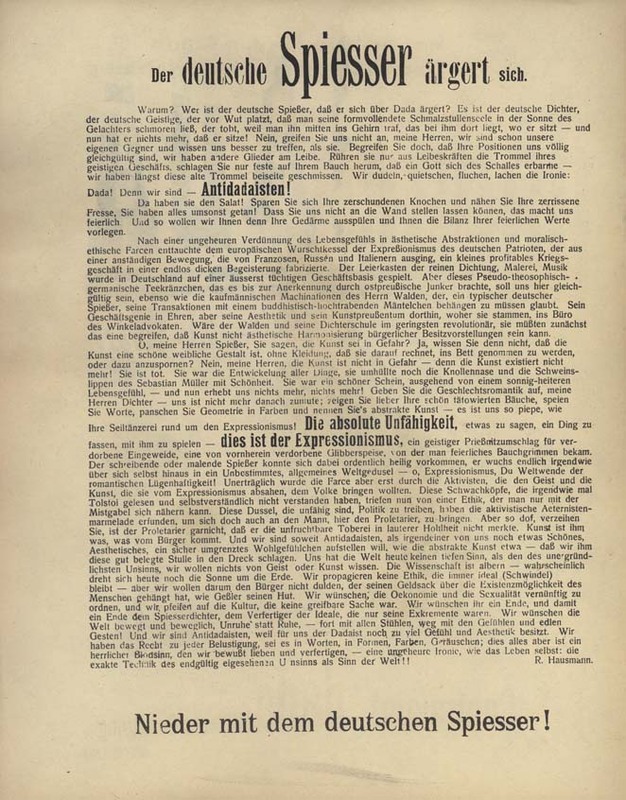 Der deutsche Spiesser ärgert sich.
Warum? Wer ist der deutsche Spießer, daß er sich über Dada ärgert? Es ist der deutsche Dichter,
der deutsche Geistige, der vor Wut platzt, daß man seine formvollendete Schmalzstullenseele in der Sonne des
Gelächters schmoren ließ, der tobt, weil man ihn mitten ins Gehirn traf, das bei ihm dort liegt, wo er sitzt — und
nun hat er nichts mehr, daß er sitze! Nein, greifen Sie uns nicht an, meine Herren, wir sind schon unsere
eigenen Gegner und wissen uns besser zu treffen, als sie. Begreifen Sie doch, daß Ihre Positionen uns völlig
gleichgültig sind, wir haben andere Glieder am Leibe. Rühren sie nur aus Leibeskräften die Trommel ihres
geistigen Geschäfts, schlagen Sie nur feste auf Ihrem Bauch herum, daß ein Gott sich des Schalles erbarme —
wir haben längst diese alte Trommel beiseite geschmissen. Wir dudeln, quietschen, fluchen, lachen die Ironie:
Dada! Denn wir sind — Antidadaisten!
Da haben sie den Salat! Sparen Sie sich Ihre zerschundenen Knochen und nähen Sie Ihre zerrissene
Fresse, Sie haben alles umsonst getan! Dass Sie uns nicht an die Wand stellen lassen können, das macht uns
feierlich. Und so wollen wir Ihnen denn Ihre Gedärme ausspülen und Ihnen die Bilanz Ihrer feierlichen Werte
vorlegen.
Nach einer ungeheuren Verdünnung des Lebensgefühls in ästhetische Abstraktionen und moralisch-
ethische Farcen enttauchte dem europäischen Wurschtkessel der Expreßionismus des deutschen Patrioten, der aus
einer anständigen Bewegung, die von Franzosen, Russen und Italienern ausging, ein kleines profitables Kriegs-
geschäft in einer endlos dicken Begeisterung fabrizierte. Der Leierkasten der reinen Dichtung, Malerei, Musik
wurde in Deutschland auf einer äusserst tüchtigen Geschäftsbasis gespielt. Aber dieses Pseudo-theosophisch-
germanische Teekränzchen, das es bis zur Anerkennung durch ostpreußische Junker brachte, soll uns hier gleich-
gültig sein, ebenso wie die kaufmännischen Machinationen des Herrn Walden, der, ein typischer deutscher
Spießer, seine Transaktionen mit einem buddhistisch-hochtrabenden Mäntelchen behängen zu müssen glaubt. Sein
Geschäftsgenie in Ehren, aber seine Aesthetik und sein Kunstpreußentum dorthin, woher sie stammen, ins Büro
des Winkeladvokaten. Wäre der Walden und seine Dichterschule im geringsten revolutionär, sie müßten zunächst
das eine begreifen, daß Kunst nicht ästhetische Harmonisierung bürgerlicher Besitzvorstellungen sein kann.
O, meine Herren Spießer, Sie sagen, die Kunst sei in Gefahr? Ja, wissen Sie denn nicht, daß die
Kunst eine schöne weibliche Gestalt ist, ohne Kleidung, daß sie darauf rechnet, ins Bett genommen zu werden,
oder dazu anzuspornen? Nein, meine Herren, die Kunst ist nicht in Gefahr — denn die Kunst existiert nicht
mehr! Sie ist tot. Sie war die Entwickelung aller Dinge, sie umhüllte noch die Knollennase und die Schweins-
lippen des Sebastian Müller mit Schönheit. Sie war ein schöner Schein, ausgehend von einem sonnig-heiteren
Lebensgefühl, — und nun erhebt uns nichts mehr, nichts mehr! Geben Sie die Geschlechtsromantik auf, meine
Herren Dichter — uns ist nicht mehr danach zumute; zeigen Sie lieber Ihre schön tätowierten Bäuche, speien
Sie Worte, panschen Sie Geometrie in Farben und nennen Sie's abstrakte Kunst — es ist uns so piepe, wie
Ihre Seiltänzerei rund um den Expressionismus! Die absolute Unfähigkeit, etwas zu sagen, ein Ding zu
fassen, mit ihm zu spielen — dies ist der Expressionismus, ein geistiger Prießnitzumschlag für ver-
dorbene Eingeweide, eine von vornherein verdorbene Glibberspeise, von der man feierliches Bauchgrimmen bekam.
Der schreibende oder malende Spießer konnte sich dabei ordentlich heilig vorkommen, er wuchs endlich irgendwie
über sich selbst hinaus in ein Unbestimmtes, allgemeines Weltgedusel — o, Expressionismus, Du Weltwende der
romantischen Lügenhaftigkeit! Unerträglich wurde die Farce aber erst durch die Aktivisten, die den Geist und die
Kunst, die sie vom Expressionismus absahen, dem Volke bringen wollten. Diese Schwachköpfe, die irgendwie mal
Tolstoi gelesen und selbstverständlich nicht verstanden haben, triefen nun von einer Ethik, der man nur mit der
Mistgabel sich nähern kann. Diese Dussel, die unfähig sind, Politik zu treiben, haben die aktivistische Aeternisten-
marmelade erfunden, um sich doch auch an den Mann, hier den Proletarier, zu bringen. Aber so dof, verzeihen
Sie, ist der Proletarier garnicht, daß er die unfruchtbare Toberei in lauterer Hohlheit nicht merkte. Kunst ist ihm
was, was vom Bürger kommt. Und wir sind soweit Antidadaisten, als irgendeiner von uns noch etwas Schönes,
Aesthetisches, ein sicher umgrenztes Wohlgefühlchen aufstellen will, wie die abstrakte Kunst etwa — daß wir ihm
diese gut belegte Stulle in den Dreck schlagen. Uns hat die Welt heute keinen tiefen Sinn, als den des unergründ-
lichsten Unsinns, wir wollen nichts von Geist oder Kunst wissen. Die Wissenschaft ist albern — wahrscheinlich
dreht sich heute noch die Sonne um die Erde. Wir propagieren keine Ethik, die immer ideal (Schwindel)
bleibt — aber wir wollen darum den Bürger nicht dulden, der seinen Geldsack über die Existenzmöglichkeit des
Menschen gehängt hat, wie Geßler seinen Hut. Wir wünschen, die Oekonomie und die Sexualität vernünftig zu
ordnen, und wir pfeifen auf die Kultur, die keine greifbare Sache war. Wir wünschen ihr ein Ende, und damit
ein Ende dem Spiesserdichter, dem Verfertiger der Ideale, die nur seine Exkremente waren. Wir wünschen die
Welt bewegt und beweglich, Unruhe statt Ruhe, — fort mit allen Stühlen, weg mit den Gefühlen und edlen
Gesten! Und wir sind Antidadaisten, weil für uns der Dadaist noch zu viel Gefühl und Aesthetik besitzt. Wir
haben das Recht zu jeder Belustigung, sei es in Worten, in Formen, Farben, Geräuschen; dies alles aber ist ein
herrlicher Blödsinn, den wir bewußt lieben und verfertigen, — eine ungeheure Ironie, wie das Leben selbst: die
exakte Technik des endgültig eigesehenen Unsinns als Sinn der Welt!! R. Hausmann.
Nieder mit dem deutschen Spiesser!